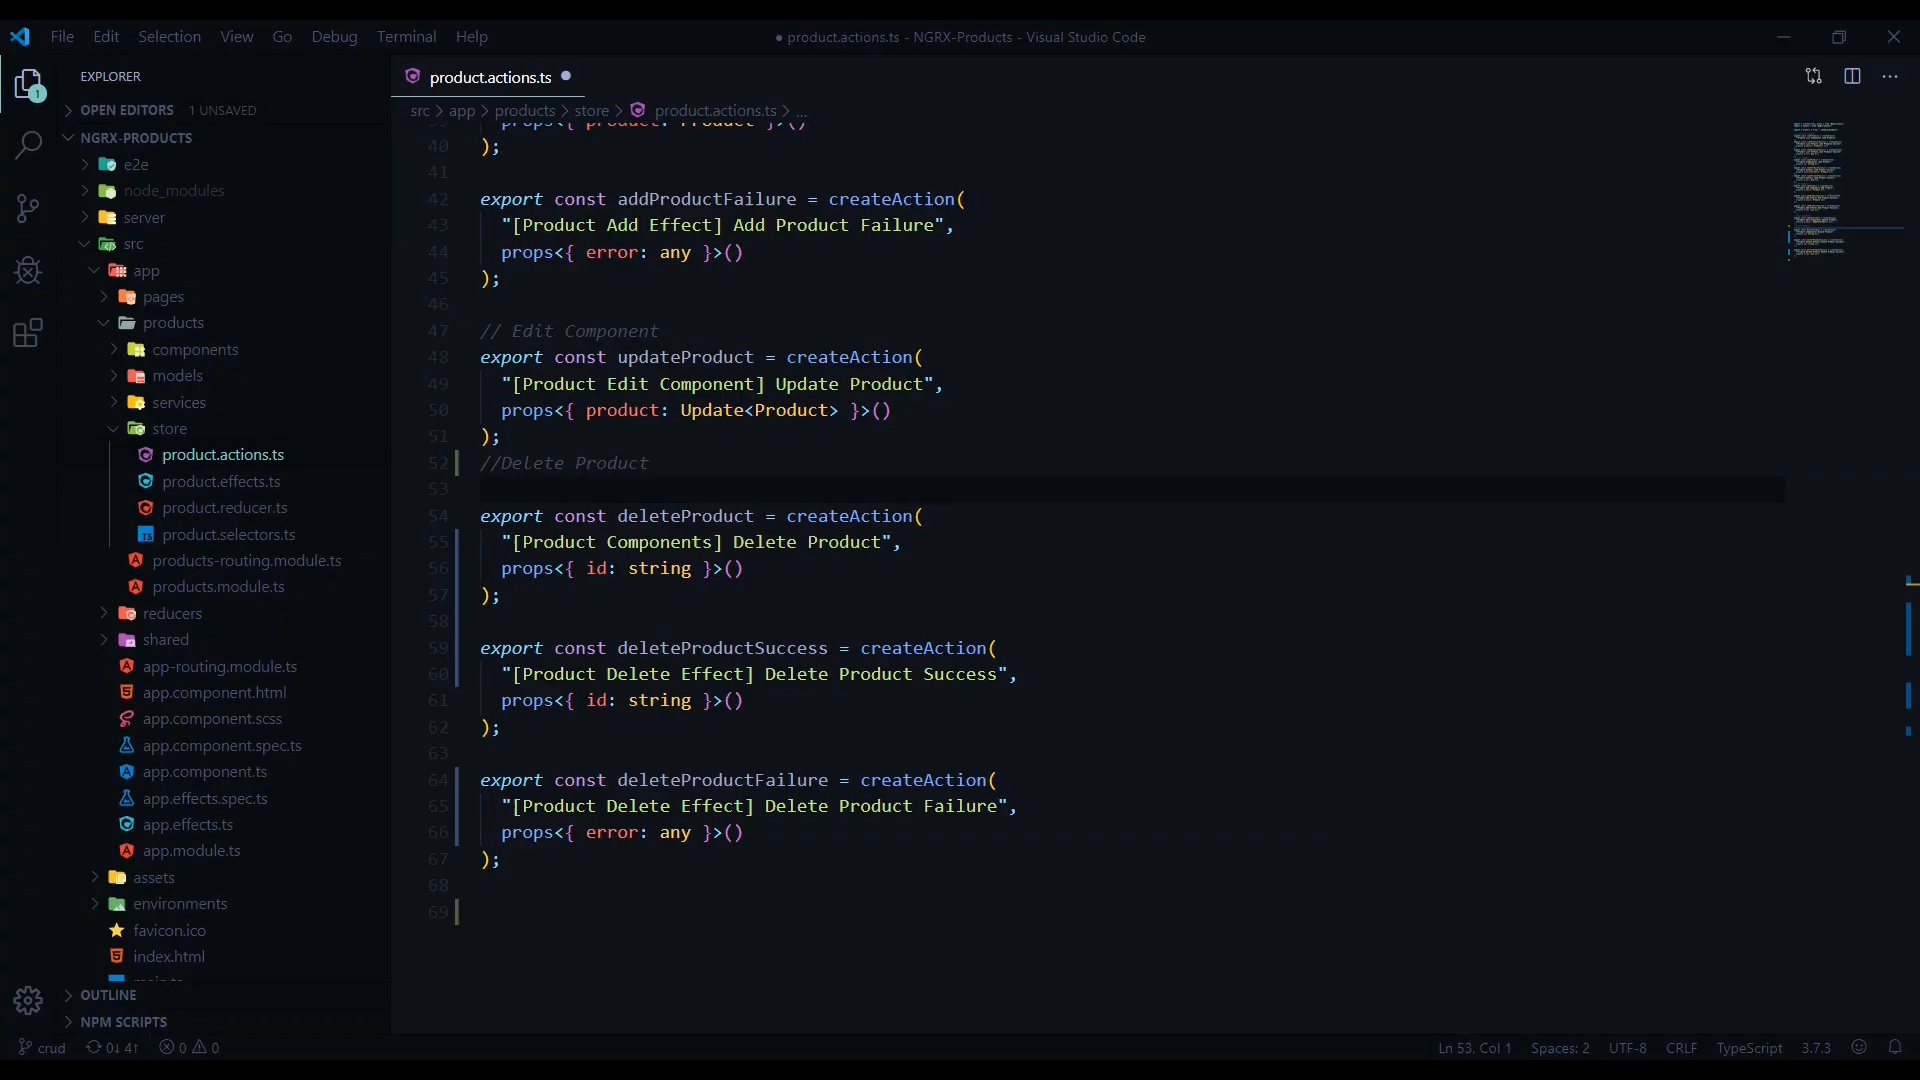 File Edit Selection View Go Debug Terminal Help
● product.actions.ts - NGRX-Products - Visual Studio Code
EXPLORER
OPEN EDITORS 1 UNSAVED
NGRX-PRODUCTS
e2e
node_modules
server
src
app
pages
products
components
models
services
store
product.actions.ts
product.effects.ts
product.reducer.ts
product.selectors.ts
products-routing.module.ts
products.module.ts
reducers
shared
app-routing.module.ts
app.component.html
app.component.scss
app.component.spec.ts
app.component.ts
app.effects.spec.ts
app.effects.ts
app.module.ts
assets
environments
favicon.ico
index.html
OUTLINE
NPM SCRIPTS
1
product.actions.ts
src > app > products > store > product.actions.ts > ...
props<{ product: Product }>()
40 );
41
42 export const addProductFailure = createAction(
43 "[Product Add Effect] Add Product Failure",
44 props<{ error: any }>()
45 );
46
47 // Edit Component
48 export const updateProduct = createAction(
49 "[Product Edit Component] Update Product",
50 props<{ product: Update<Product> }>()
51 );
52 //Delete Product
53
54 export const deleteProduct = createAction(
55 "[Product Components] Delete Product",
56 props<{ id: string }>()
57 );
58
59 export const deleteProductSuccess = createAction(
60 "[Product Delete Effect] Delete Product Success",
61 props<{ id: string }>()
62 );
63
64 export const deleteProductFailure = createAction(
65 "[Product Delete Effect] Delete Product Failure",
66 props<{ error: any }>()
67 );
68
69
crud 0↓ 4↑ 0 0
Ln 53, Col 1 Spaces: 2 UTF-8 CRLF TypeScript 3.7.3